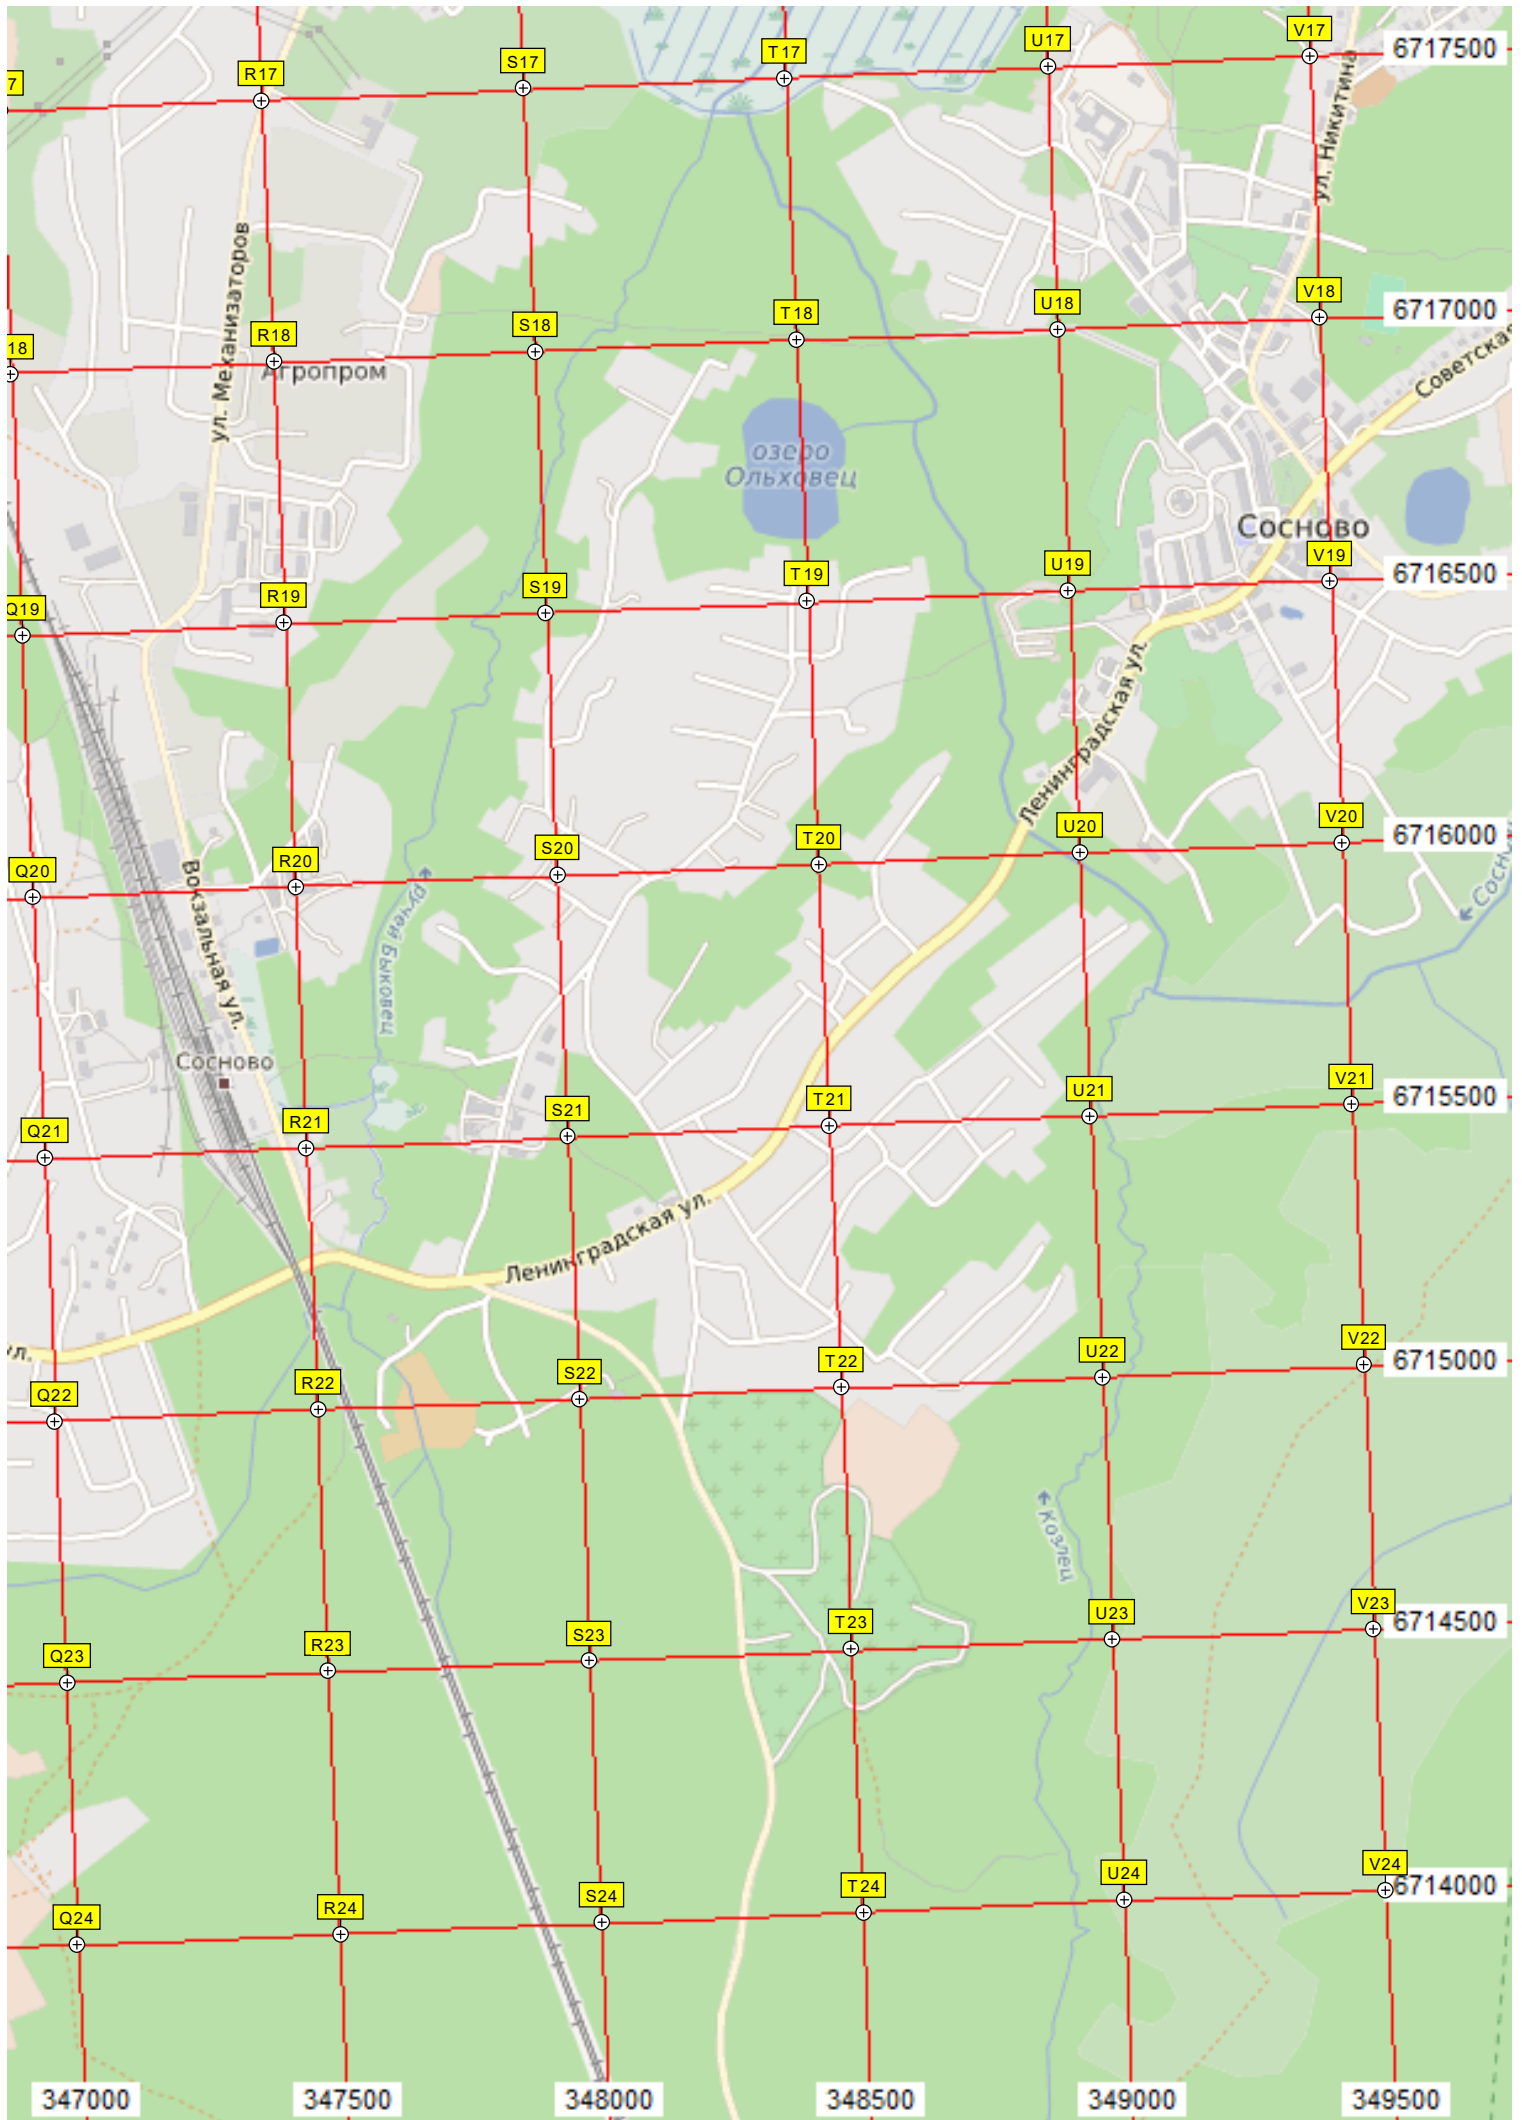 V17
6717500
U17
T17
S17
R17
7
ул. Никитина
ул. Механизаторов
V18
6717000
U18
T18
S18
R18
18
Агропром
Советская
озеро
Ольховец
Сосново
V19
6716500
U19
T19
S19
R19
Q19
Ленинградская ул.
V20
6716000
U20
T20
S20
R20
Q20
Вокзальная ул.
ручей Быковец
Сосн
Сосново
V21
6715500
U21
T21
S21
R21
Q21
Ленинградская ул.
ул.
V22
6715000
U22
T22
S22
R22
Q22
Козлец
V23
6714500
U23
T23
S23
R23
Q23
V24
6714000
U24
T24
S24
R24
Q24
347000
347500
348000
348500
349000
349500